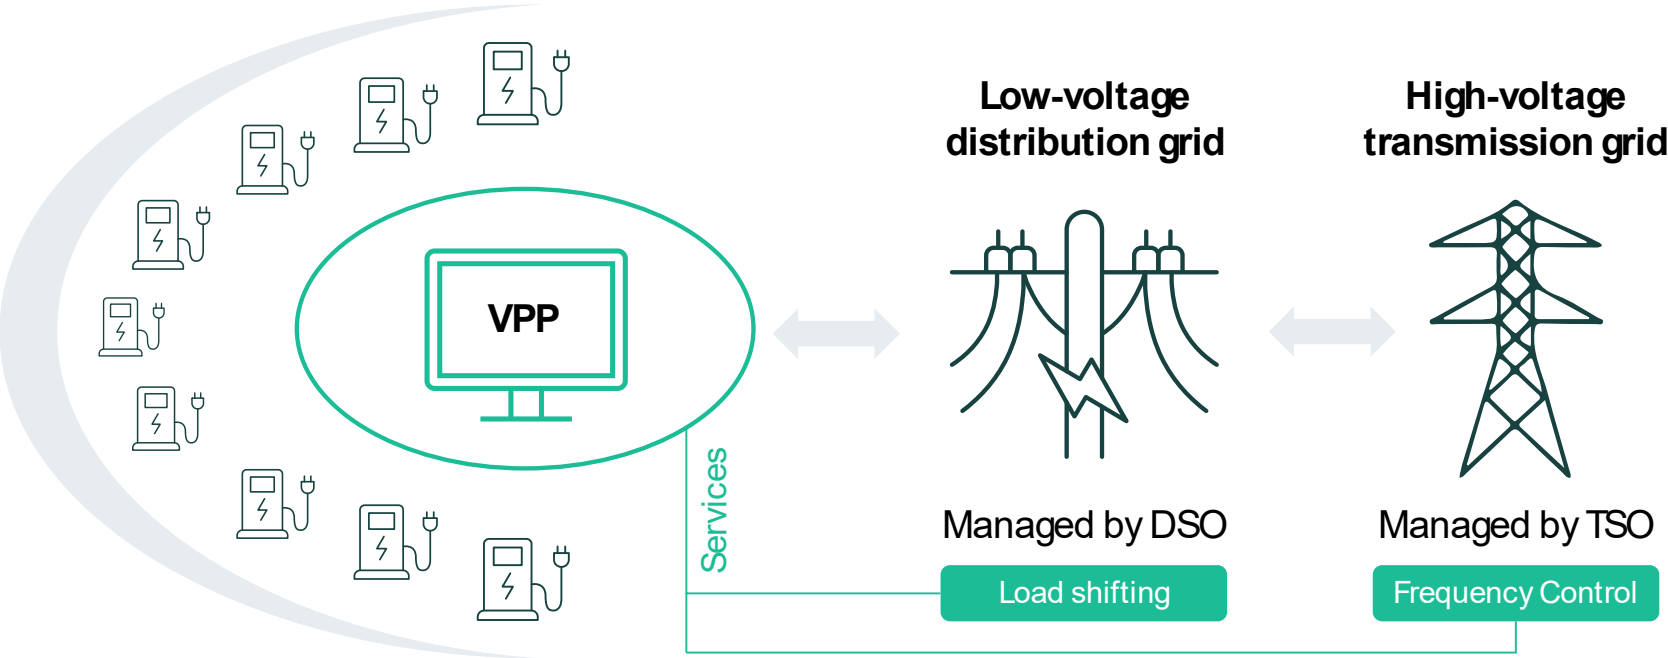 Low-voltage
distribution grid
High-voltage
transmission grid
VPP
Services
Managed by DSO
Managed by TSO
Load shifting
Frequency Control